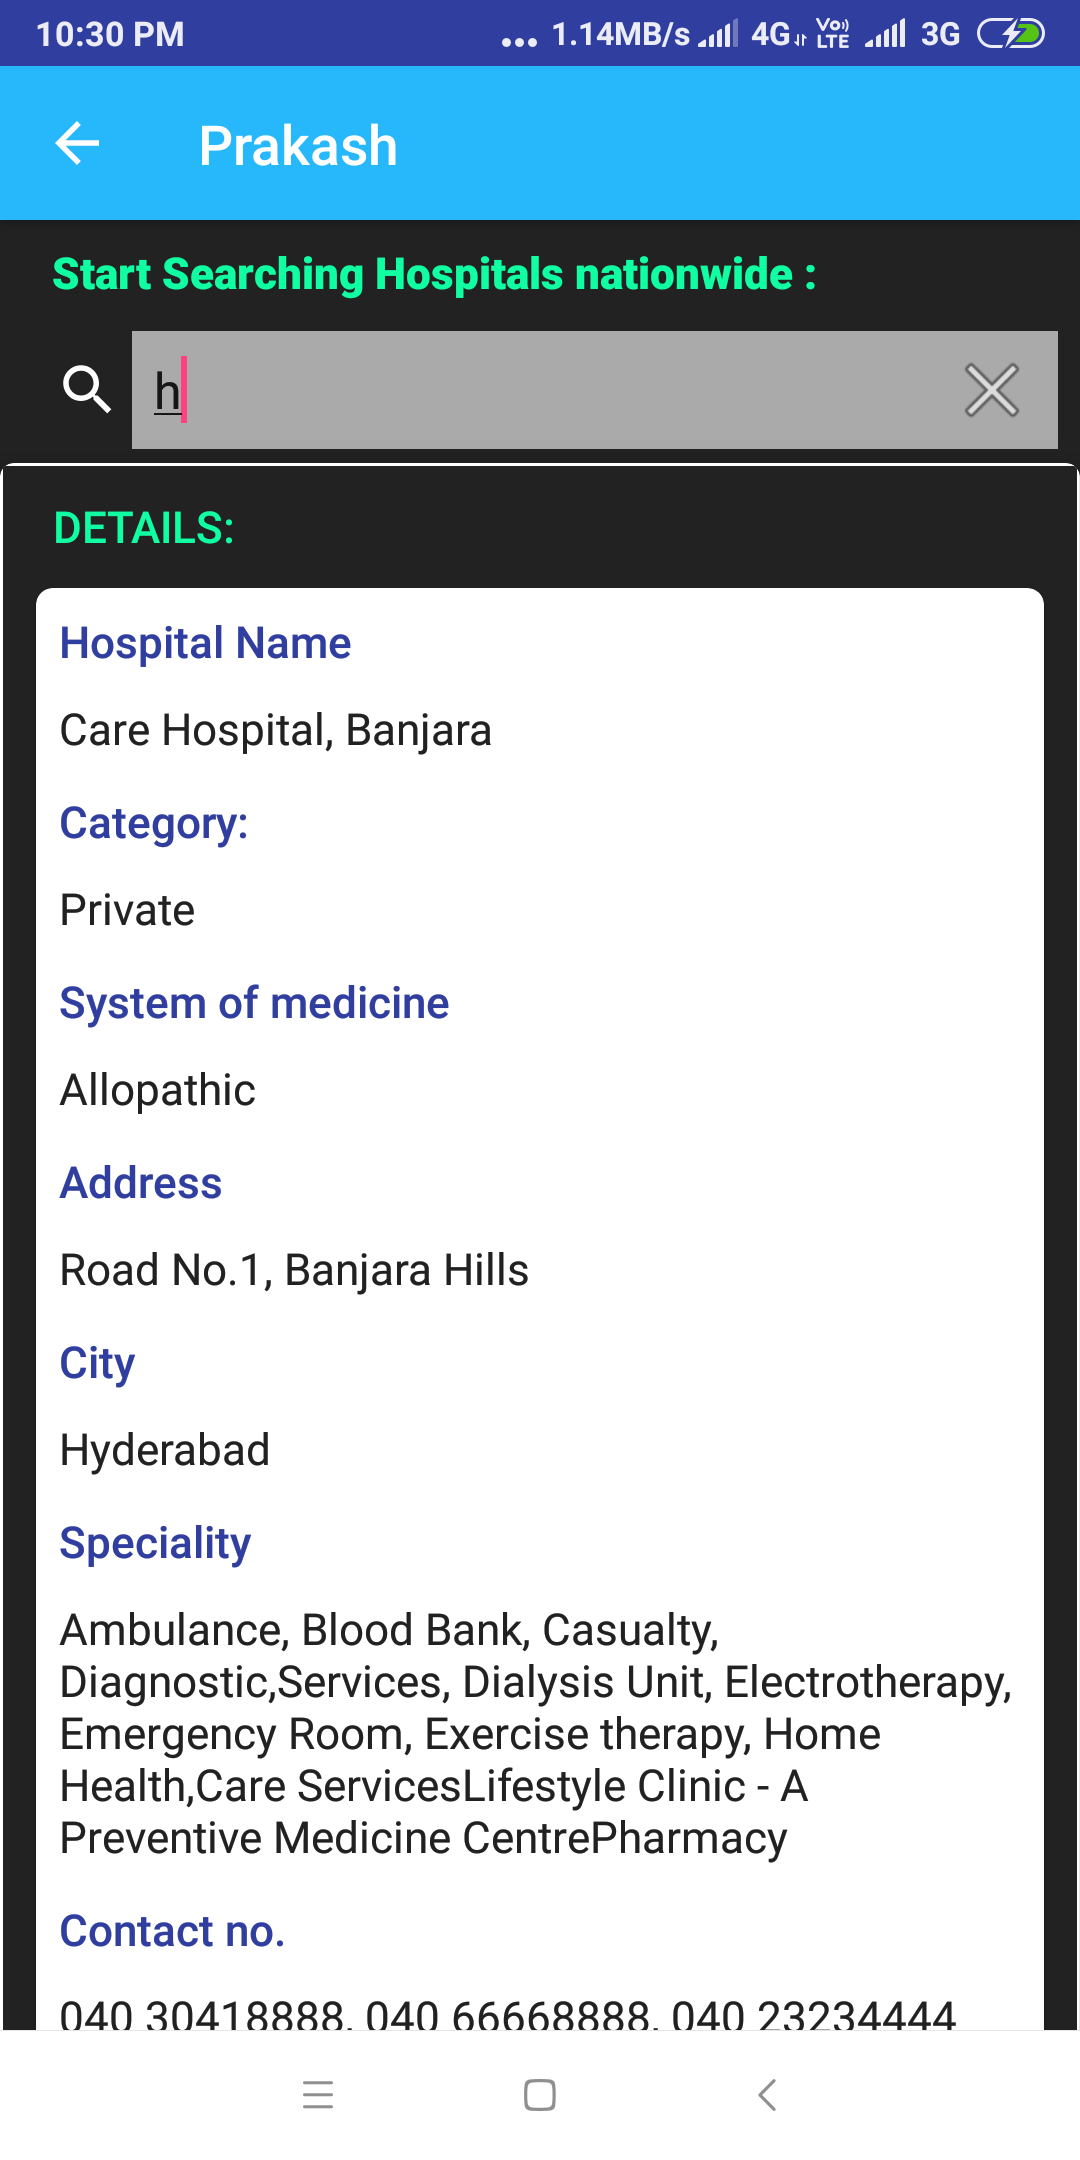 10:30 PM ... 1.14MB/s 4G VoLTE 3G
Prakash
Start Searching Hospitals nationwide :
h
DETAILS:
Hospital Name
Care Hospital, Banjara
Category:
Private
System of medicine
Allopathic
Address
Road No.1, Banjara Hills
City
Hyderabad
Speciality
Ambulance, Blood Bank, Casualty,
Diagnostic,Services, Dialysis Unit, Electrotherapy,
Emergency Room, Exercise therapy, Home
Health,Care ServicesLifestyle Clinic - A
Preventive Medicine CentrePharmacy
Contact no.
040 30418888. 040 66668888. 040 23234444